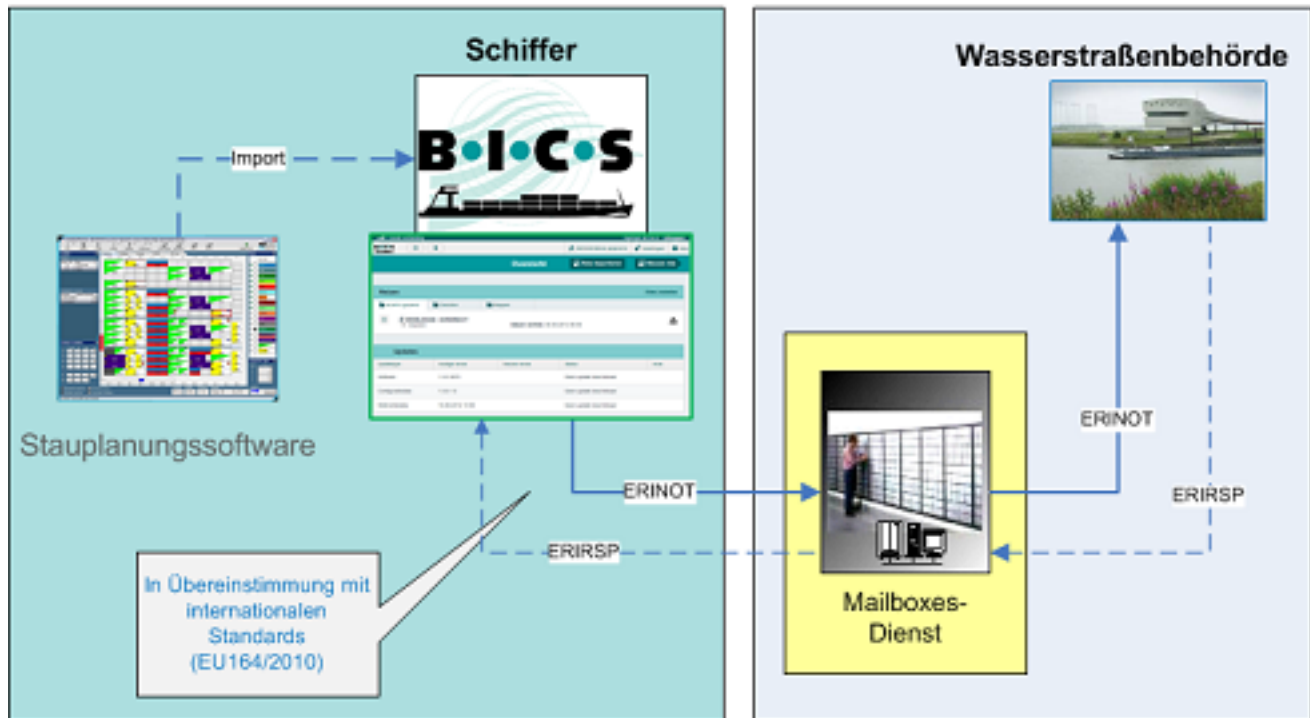 Schiffer
Wasserstraßenbehörde
B•I•C•S
Import
Stauplanungssoftware
ERINOT
ERINOT
ERIRSP
ERIRSP
In Übereinstimmung mit
internationalen
Standards
(EU164/2010)
Mailboxes-
Dienst